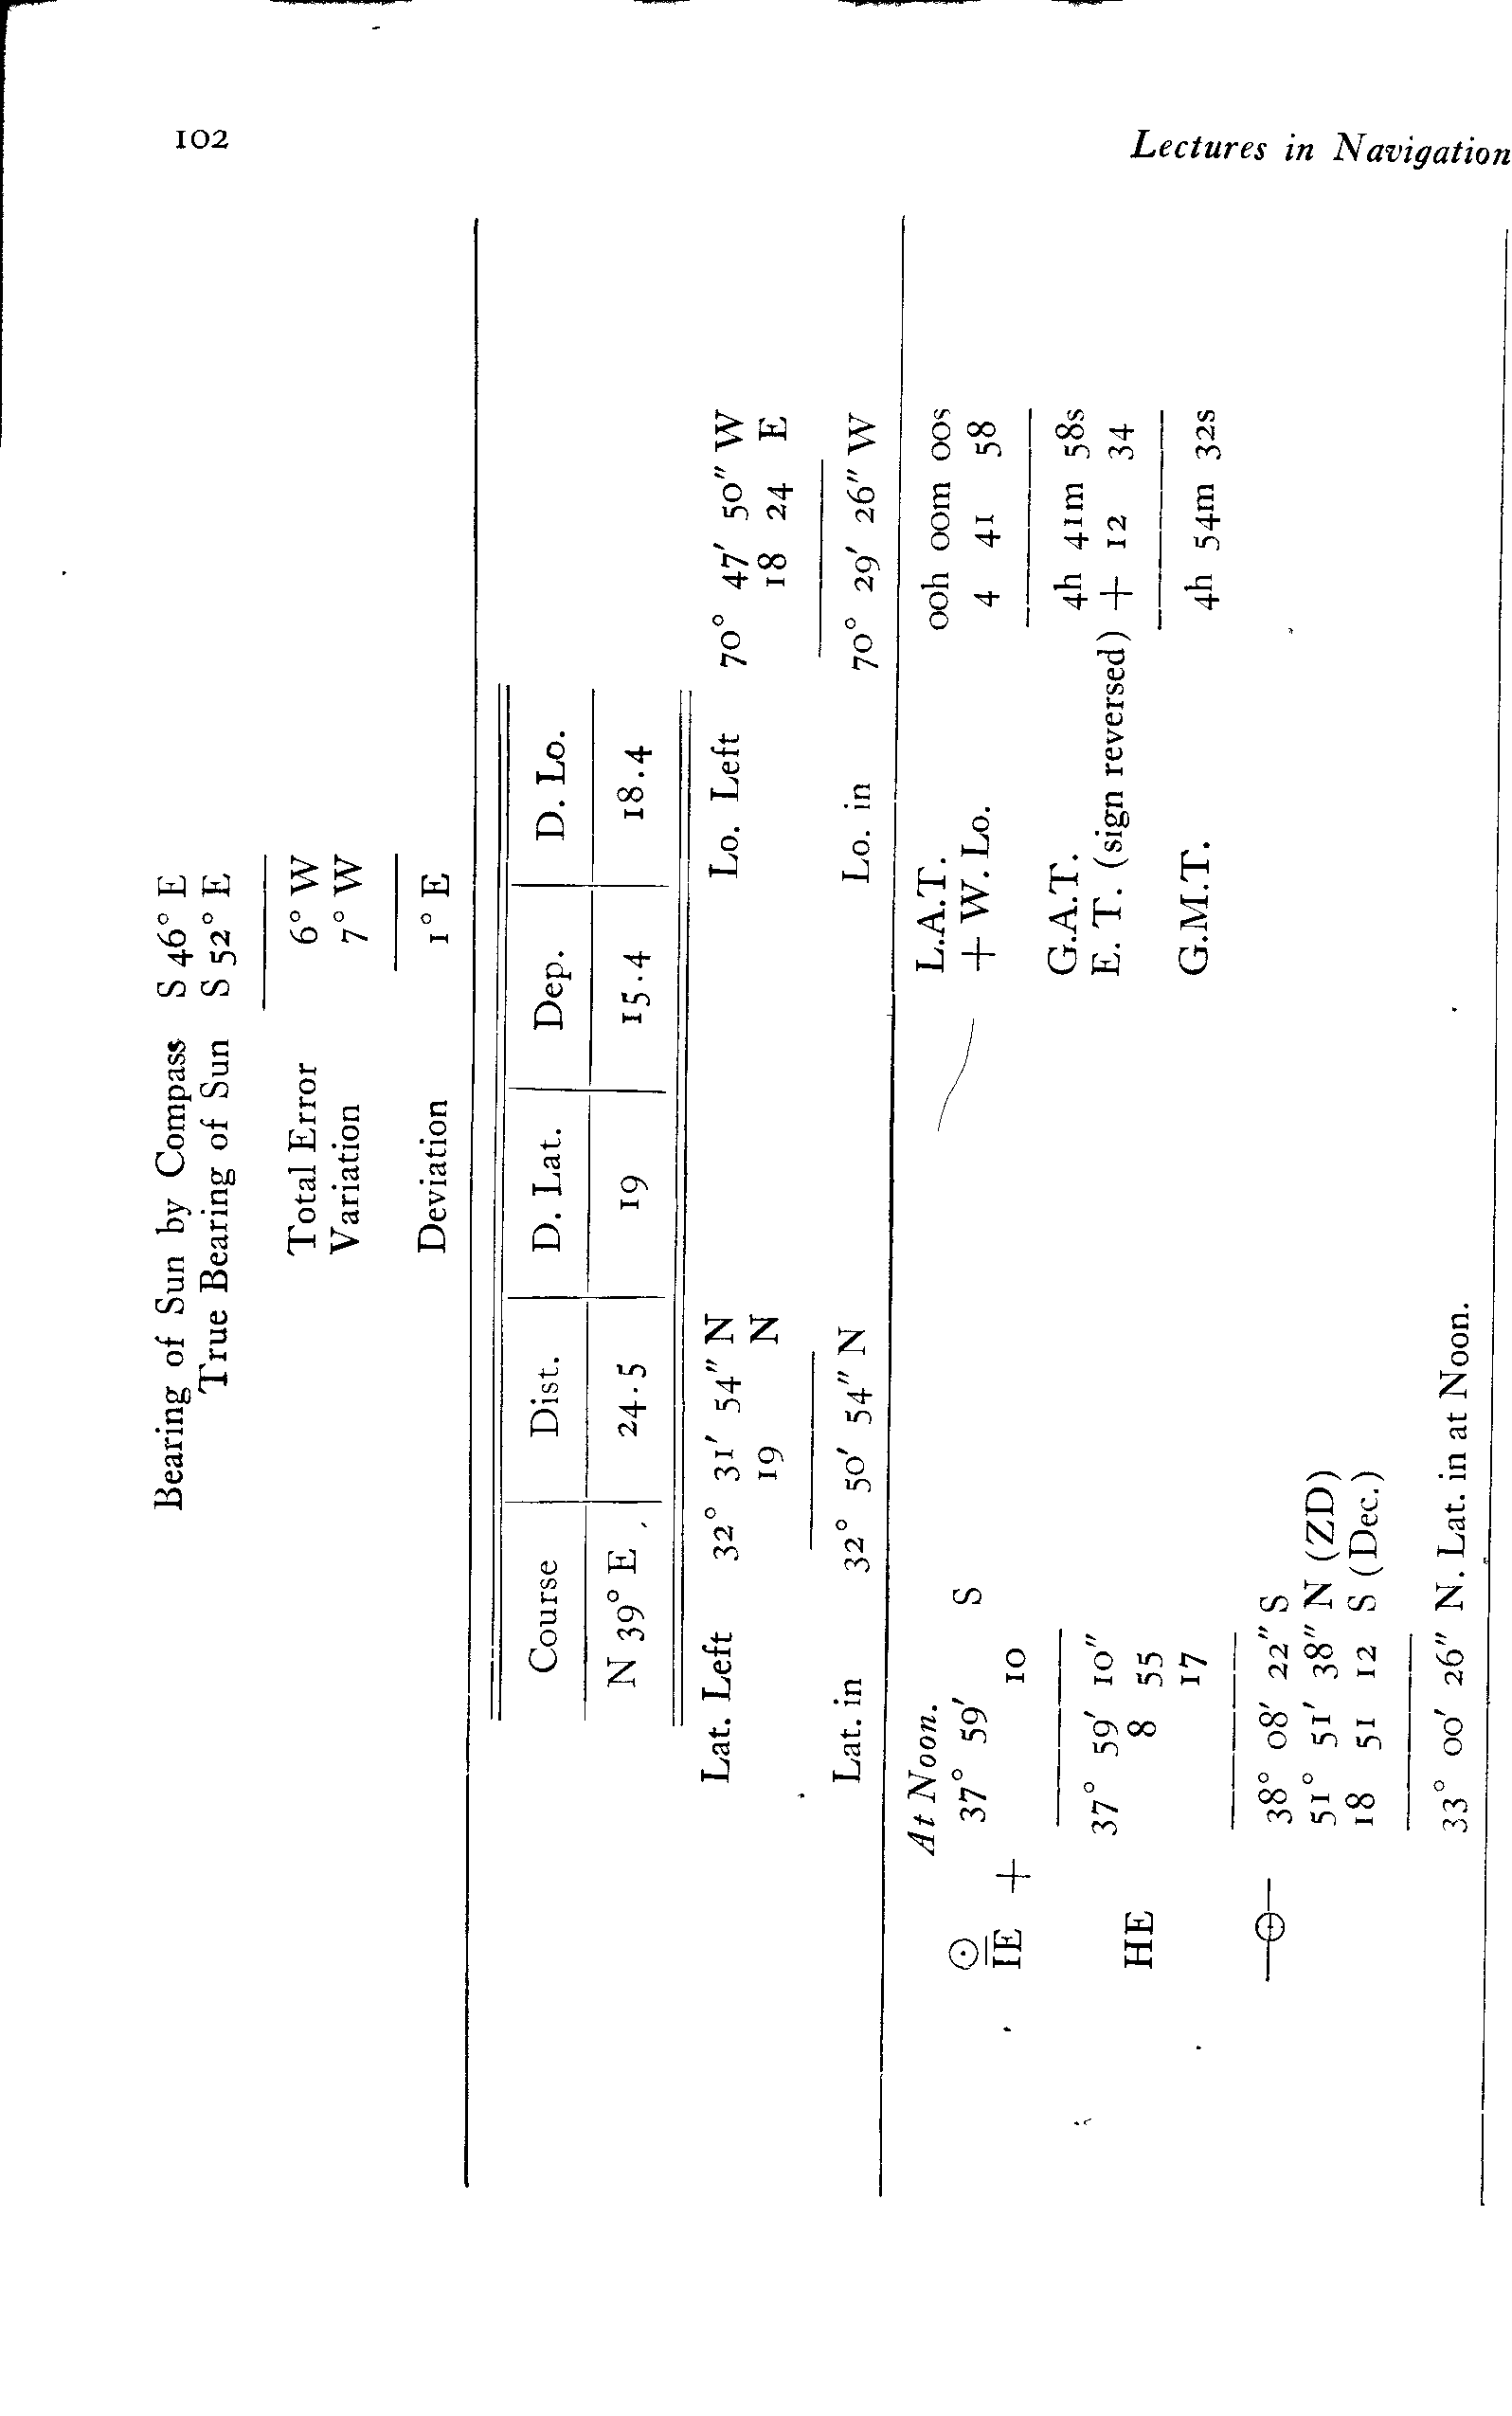 102
Lectures in Navigation
Bearing of Sun by Compass S 46° E
True Bearing of Sun S 52° E
Total Error 6° W
Variation 7° W
Deviation 1° E
Course Dist. D. Lat. Dep. D. Lo.
N 39° E 24.5 19 15.4 18.4
Lat. Left 32° 31′ 54″ N Lo. Left 70° 47′ 50″ W
19 N 18 24 E
Lat. in 32° 50′ 54″ N Lo. in 70° 29′ 26″ W
At Noon. L.A.T. 00h 00m 00s
37° 59′ S + W. Lo. 4 41 58
IE + 10
G.A.T. 4h 41m 58s
37° 59′ 10″ E. T. (sign reversed) + 12 34
HE 8 55
17 G.M.T. 4h 54m 32s
38° 08′ 22″ S
51° 51′ 38″ N (ZD)
18 51 12 S (Dec.)
33° 00′ 26″ N. Lat. in at Noon.